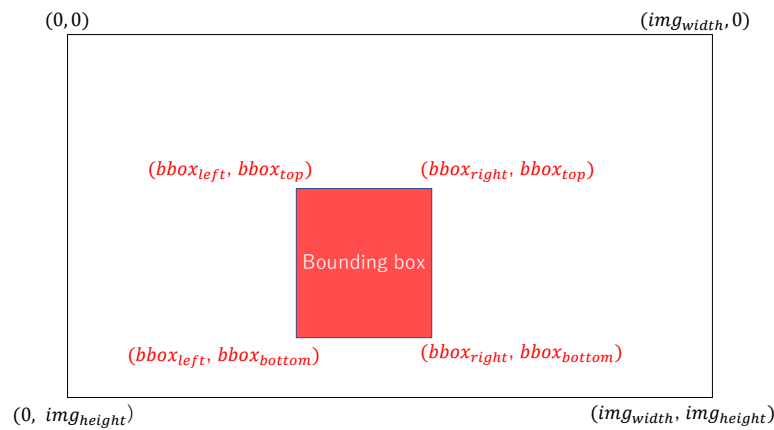 (0,0)
(img_width,0)
(bbox_left, bbox_top)
(bbox_right, bbox_top)
Bounding box
(bbox_left, bbox_bottom)
(bbox_right, bbox_bottom)
(0, img_height)
(img_width, img_height)